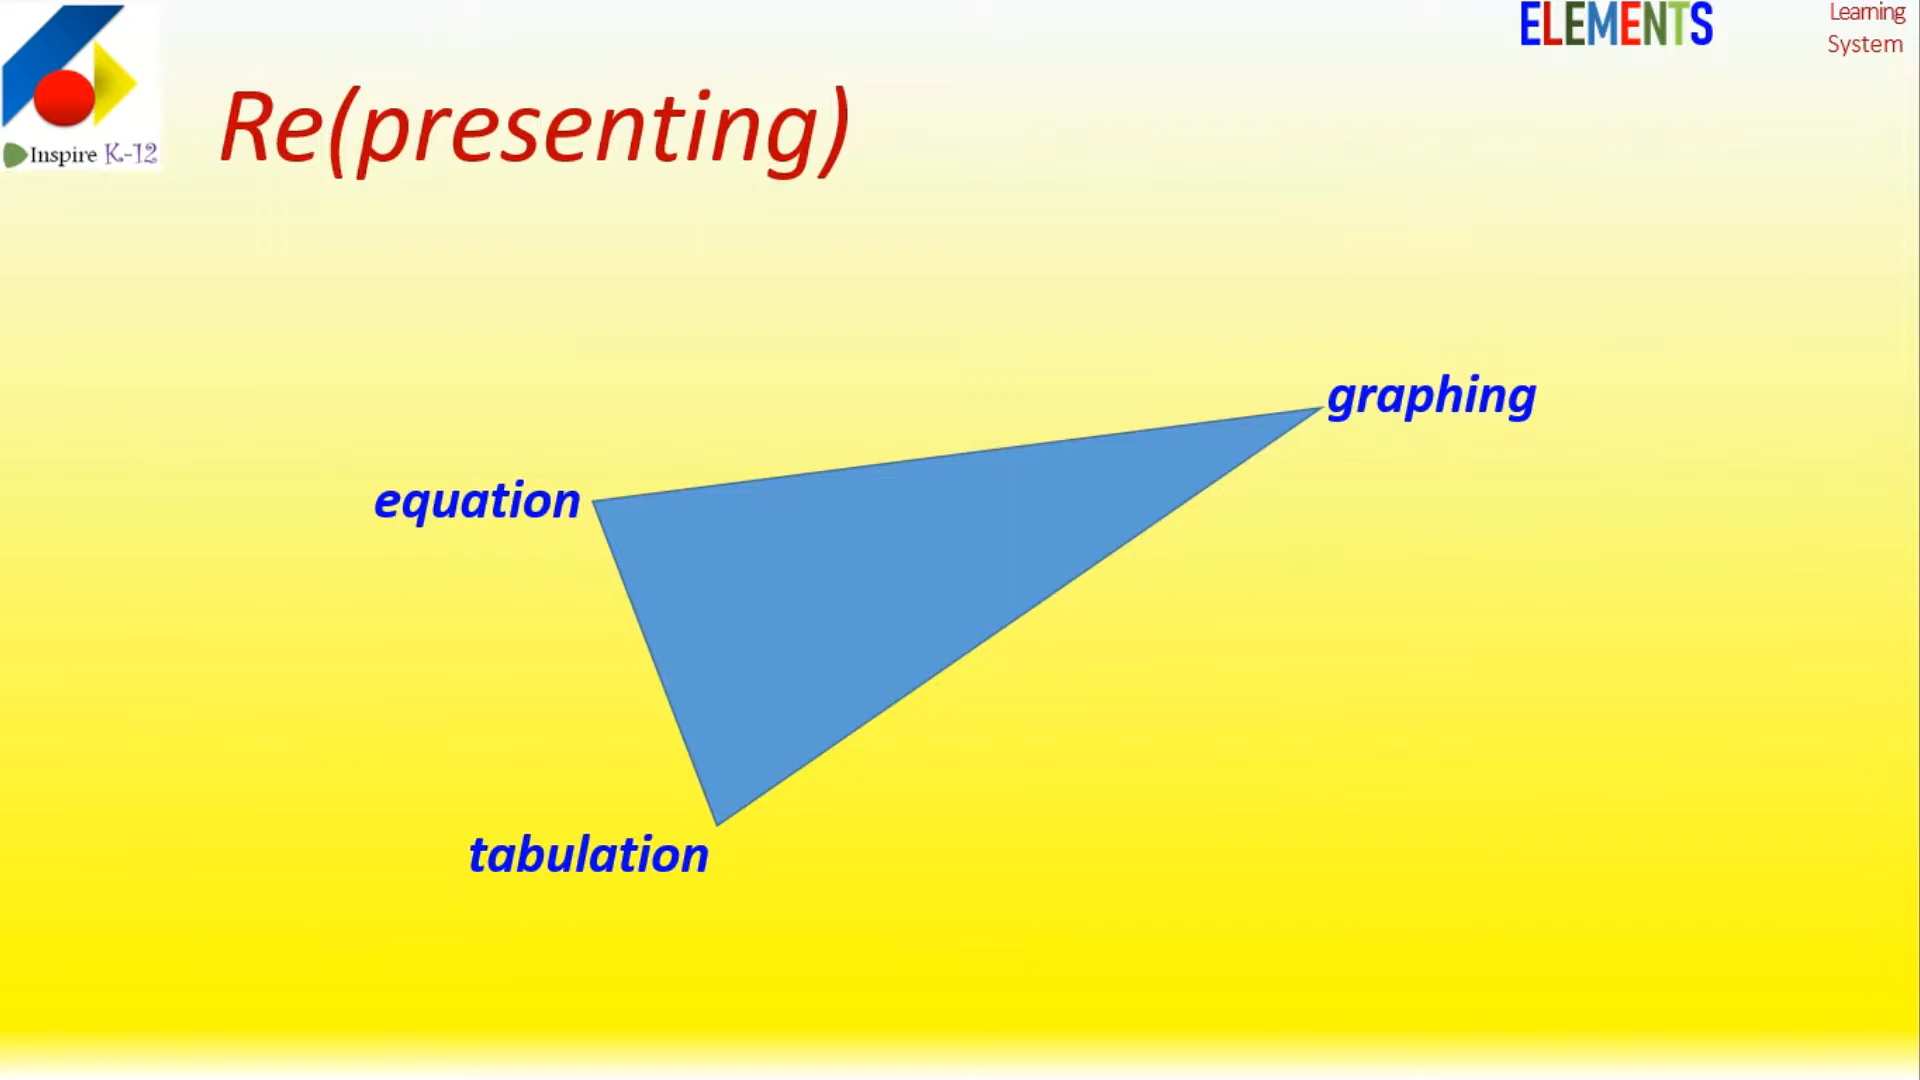 ELEMENTS
Learning
System
Inspire K-12
Re(presenting)
graphing
equation
tabulation